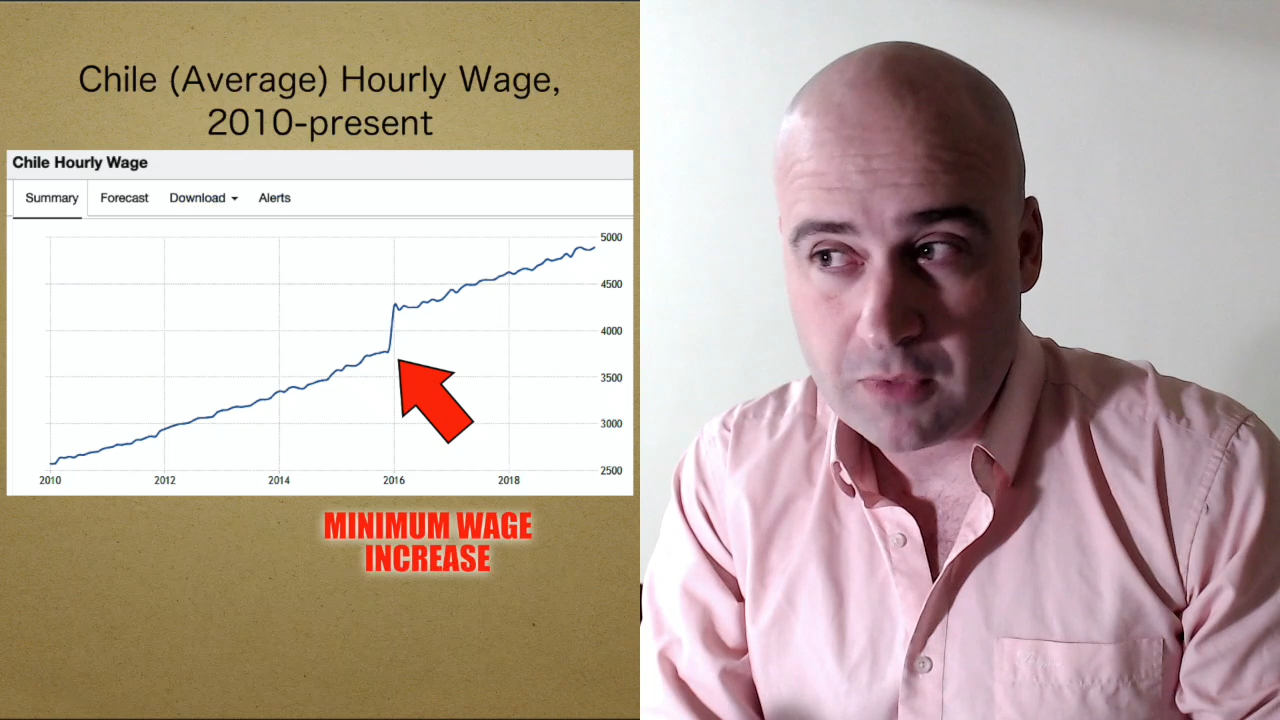 Chile (Average) Hourly Wage,
2010-present
Chile Hourly Wage
Summary Forecast Download Alerts
5000
4500
4000
3500
3000
2500
2010 2012 2014 2016 2018
MINIMUM WAGE
INCREASE